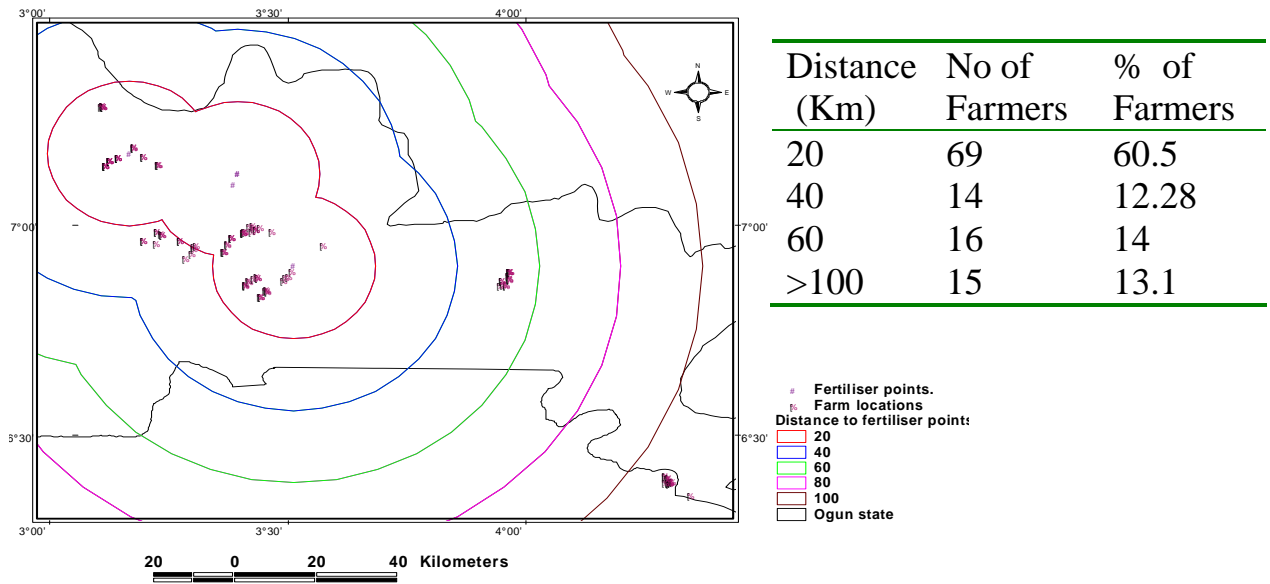 3°00' 3°30' 4°00'
N
W E
S
7°00' 7°00'
6°30' 6°30'
3°00' 3°30' 4°00'
20 0 20 40 Kilometers
Distance No of % of
(Km) Farmers Farmers
20 69 60.5
40 14 12.28
60 16 14
>100 15 13.1
# Fertiliser points.
Farm locations
Distance to fertiliser points
20
40
60
80
100
Ogun state